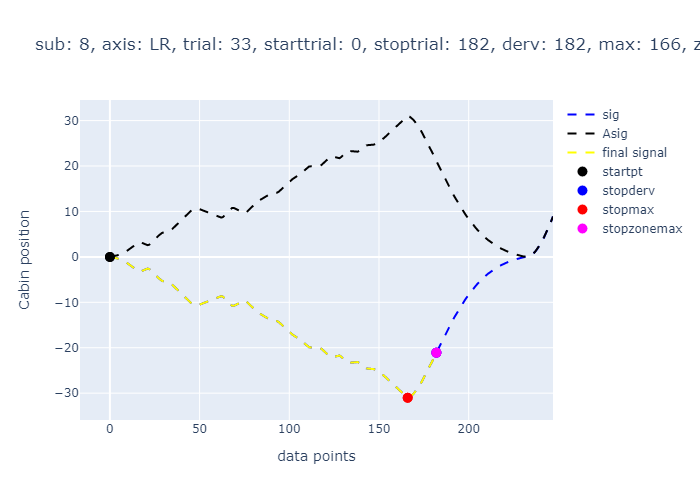 sub: 8, axis: LR, trial: 33, starttrial: 0, stoptrial: 182, derv: 182, max: 166, z
30
20
10
0
−10
−20
−30
0
50
100
150
200
Cabin position
data points
sig
Asig
final signal
startpt
stopderv
stopmax
stopzonemax